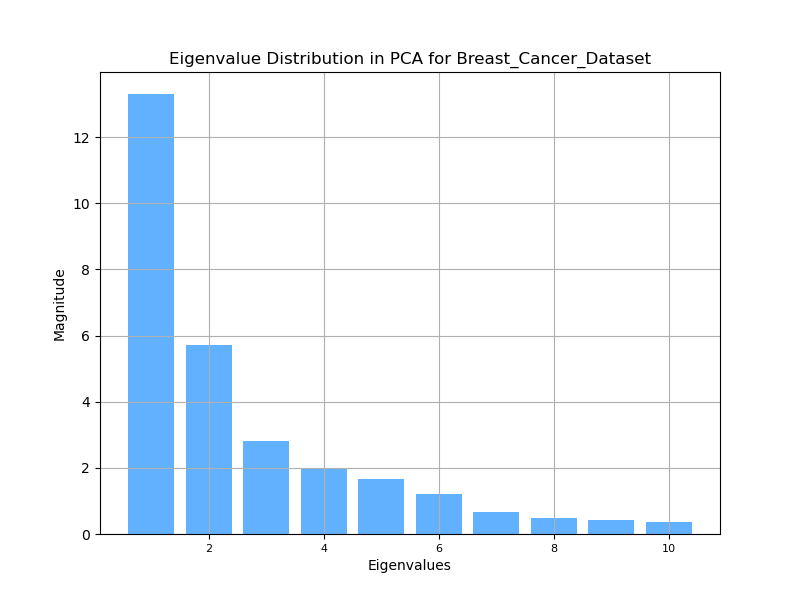 Eigenvalue Distribution in PCA for Breast_Cancer_Dataset
12
10
8
6
4
2
0
Magnitude
2 4 6 8 10
Eigenvalues